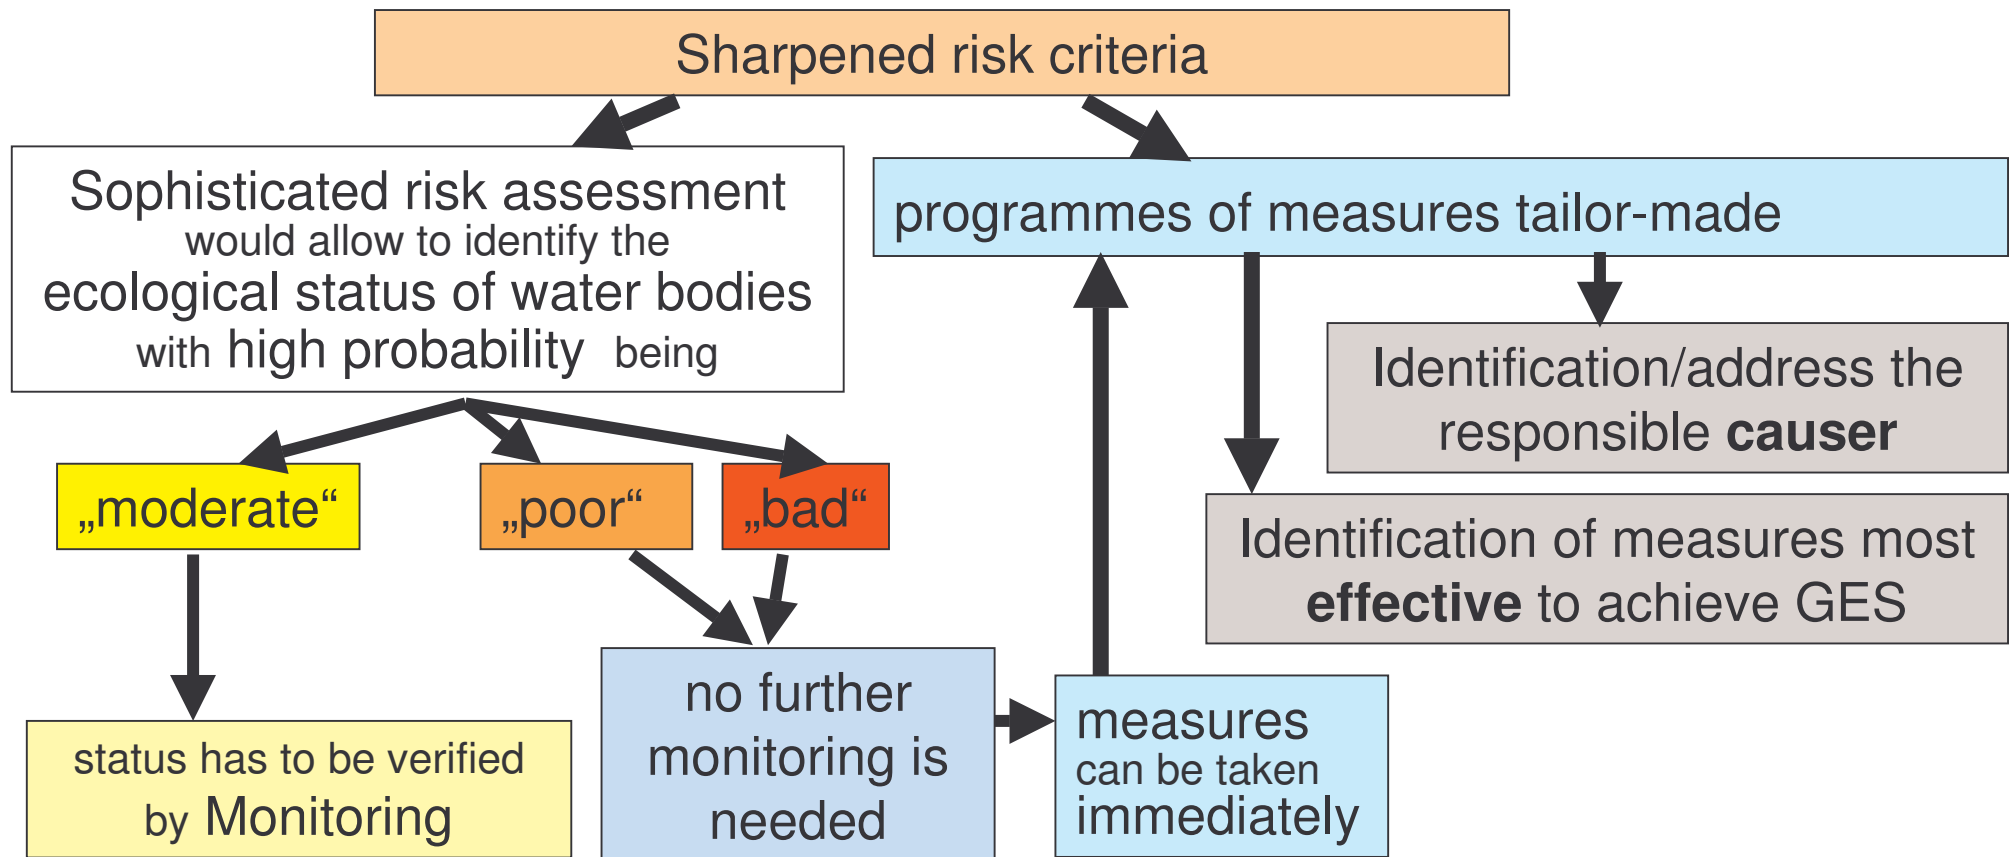 Sharpened risk criteria
Sophisticated risk assessment
would allow to identify the
ecological status of water bodies
with high probability being
programmes of measures tailor-made
Identification/address the
responsible causer
„moderate“
„poor“
„bad“
Identification of measures most
effective to achieve GES
status has to be verified
by Monitoring
no further
monitoring is
needed
measures
can be taken
immediately